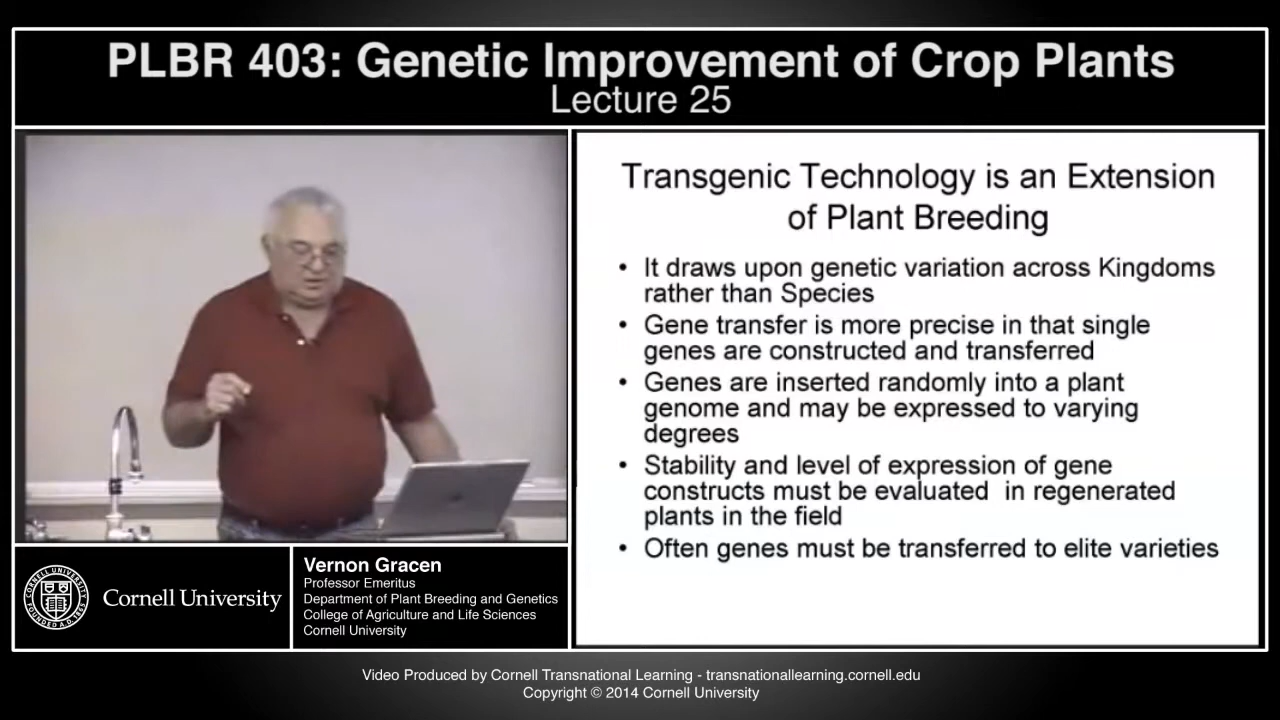 PLBR 403: Genetic Improvement of Crop Plants
Lecture 25
Transgenic Technology is an Extension
of Plant Breeding
• It draws upon genetic variation across Kingdoms
rather than Species
• Gene transfer is more precise in that single
genes are constructed and transferred
• Genes are inserted randomly into a plant
genome and may be expressed to varying
degrees
• Stability and level of expression of gene
constructs must be evaluated in regenerated
plants in the field
• Often genes must be transferred to elite varieties
Cornell University
Vernon Gracen
Professor Emeritus
Department of Plant Breeding and Genetics
College of Agriculture and Life Sciences
Cornell University
Video Produced by Cornell Transnational Learning - transnationallearning.cornell.edu
Copyright © 2014 Cornell University